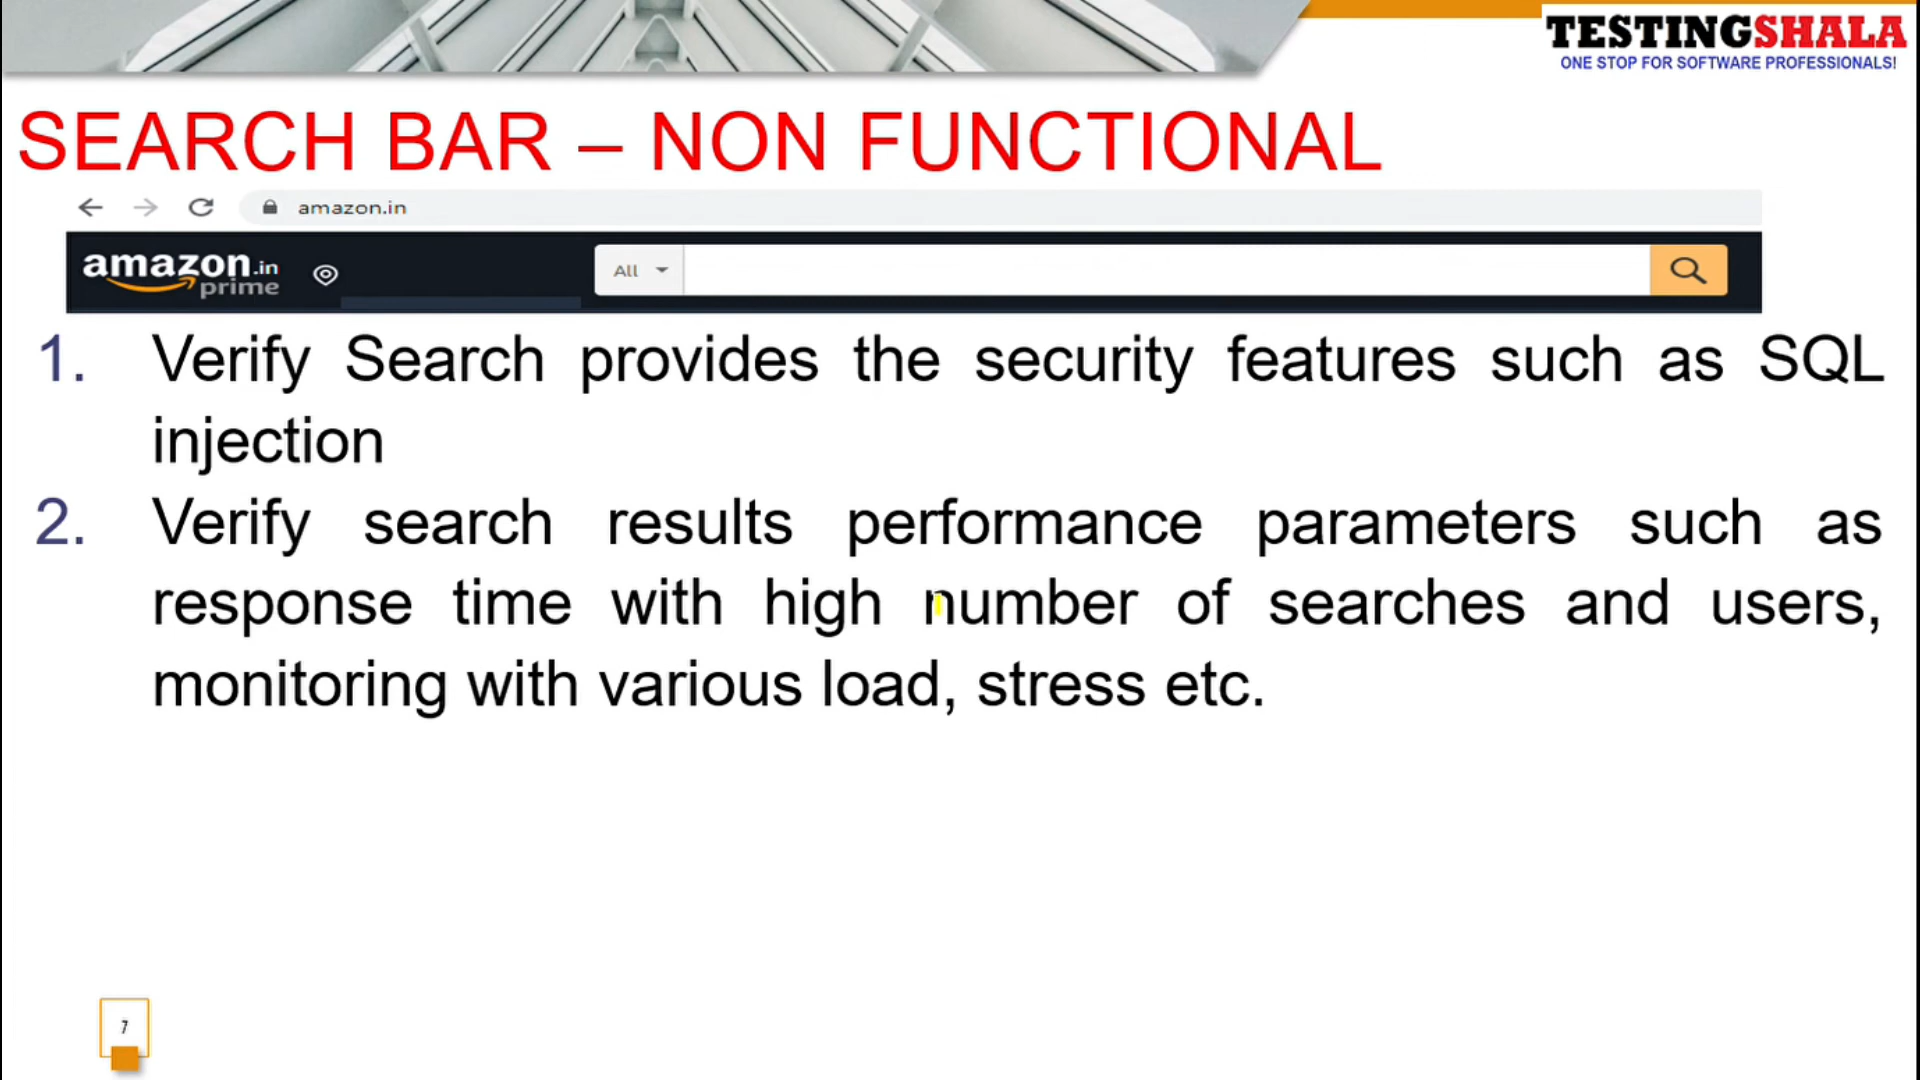 TESTINGSHALA
ONE STOP FOR SOFTWARE PROFESSIONALS!
SEARCH BAR – NON FUNCTIONAL
amazon.in
amazon.in
prime
All
1. Verify Search provides the security features such as SQL
injection
2. Verify search results performance parameters such as
response time with high number of searches and users,
monitoring with various load, stress etc.
7